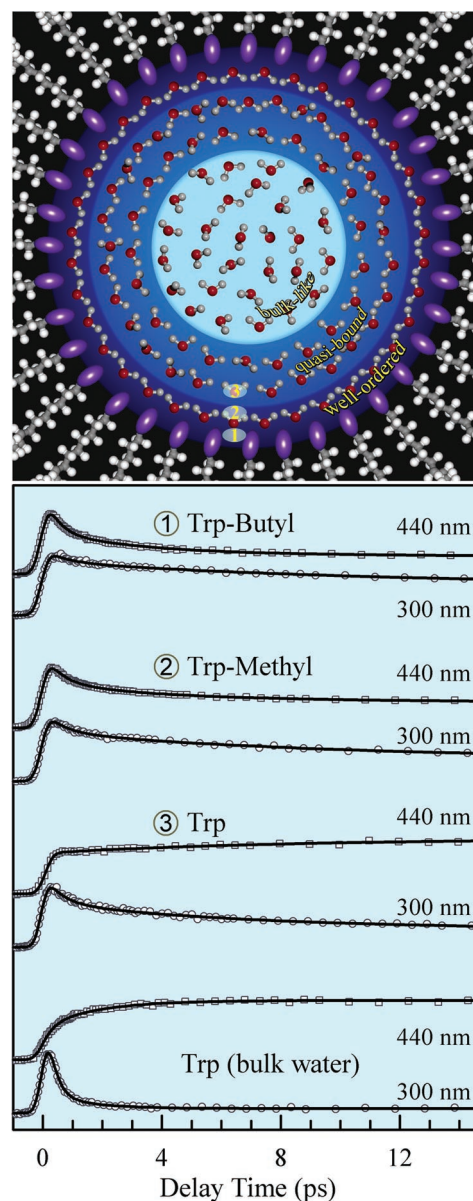 bulk-like
quasi-bound
well-ordered
3
2
1
① Trp-Butyl 440 nm
300 nm
② Trp-Methyl 440 nm
300 nm
③ Trp 440 nm
300 nm
440 nm
Trp (bulk water)
300 nm
0 4 8 12
Delay Time (ps)